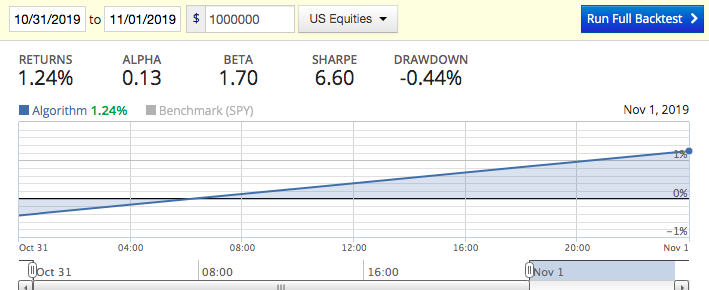 10/31/2019 to 11/01/2019 $ 1000000 US Equities Run Full Backtest
RETURNS ALPHA BETA SHARPE DRAWDOWN
1.24% 0.13 1.70 6.60 -0.44%
Algorithm 1.24% Benchmark (SPY) Nov 1, 2019
1%
0%
-1%
Oct 31 04:00 08:00 12:00 16:00 20:00 Nov 1
Oct 31 08:00 16:00 Nov 1